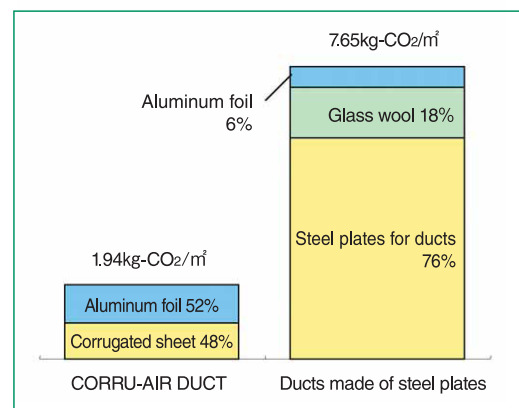 7.65kg-CO₂/㎡
Aluminum foil
6%
Glass wool 18%
Steel plates for ducts
76%
1.94kg-CO₂/㎡
Aluminum foil 52%
Corrugated sheet 48%
CORRU-AIR DUCT
Ducts made of steel plates